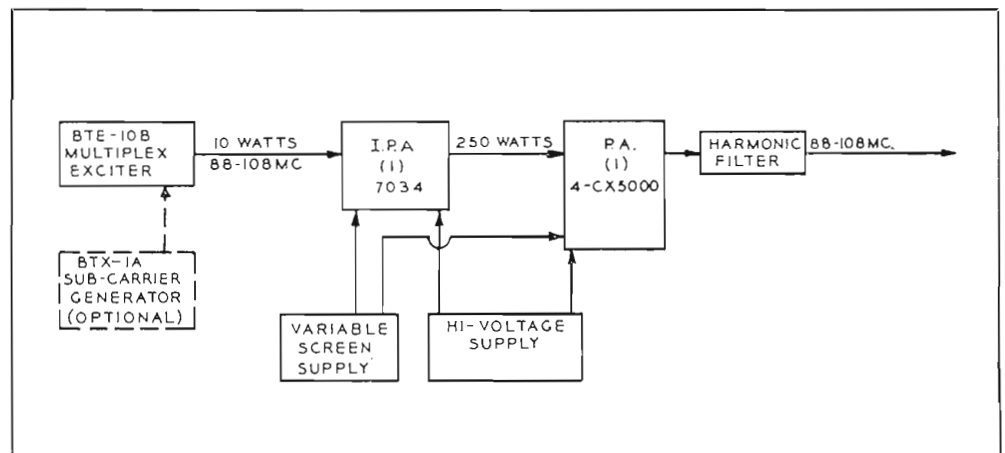 BTE-10B
MULTIPLEX
EXCITER
10 WATTS
88-108MC
I.P.A
(1)
7034
250 WATTS
P.A.
(1)
4-CX5000
HARMONIC
FILTER
88-108MC.
BTX-1A
SUB-CARRIER
GENERATOR
(OPTIONAL)
VARIABLE
SCREEN
SUPPLY
HI-VOLTAGE
SUPPLY